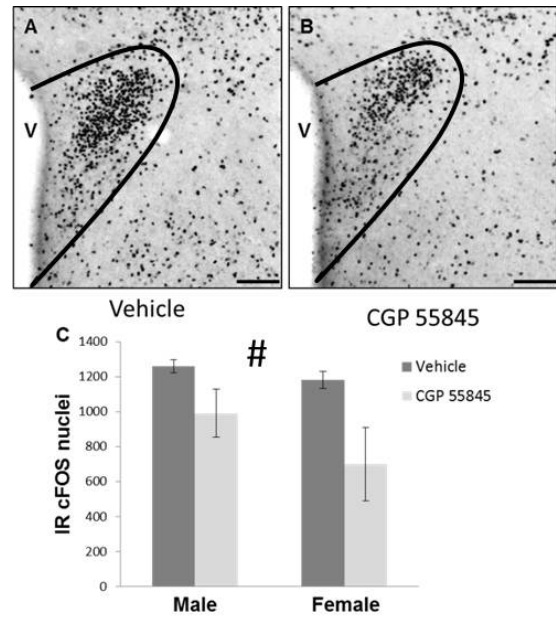 A
B
V
V
Vehicle
CGP 55845
C
#
Vehicle
CGP 55845
IR cFOS nuclei
1400
1200
1000
800
600
400
200
0
Male
Female